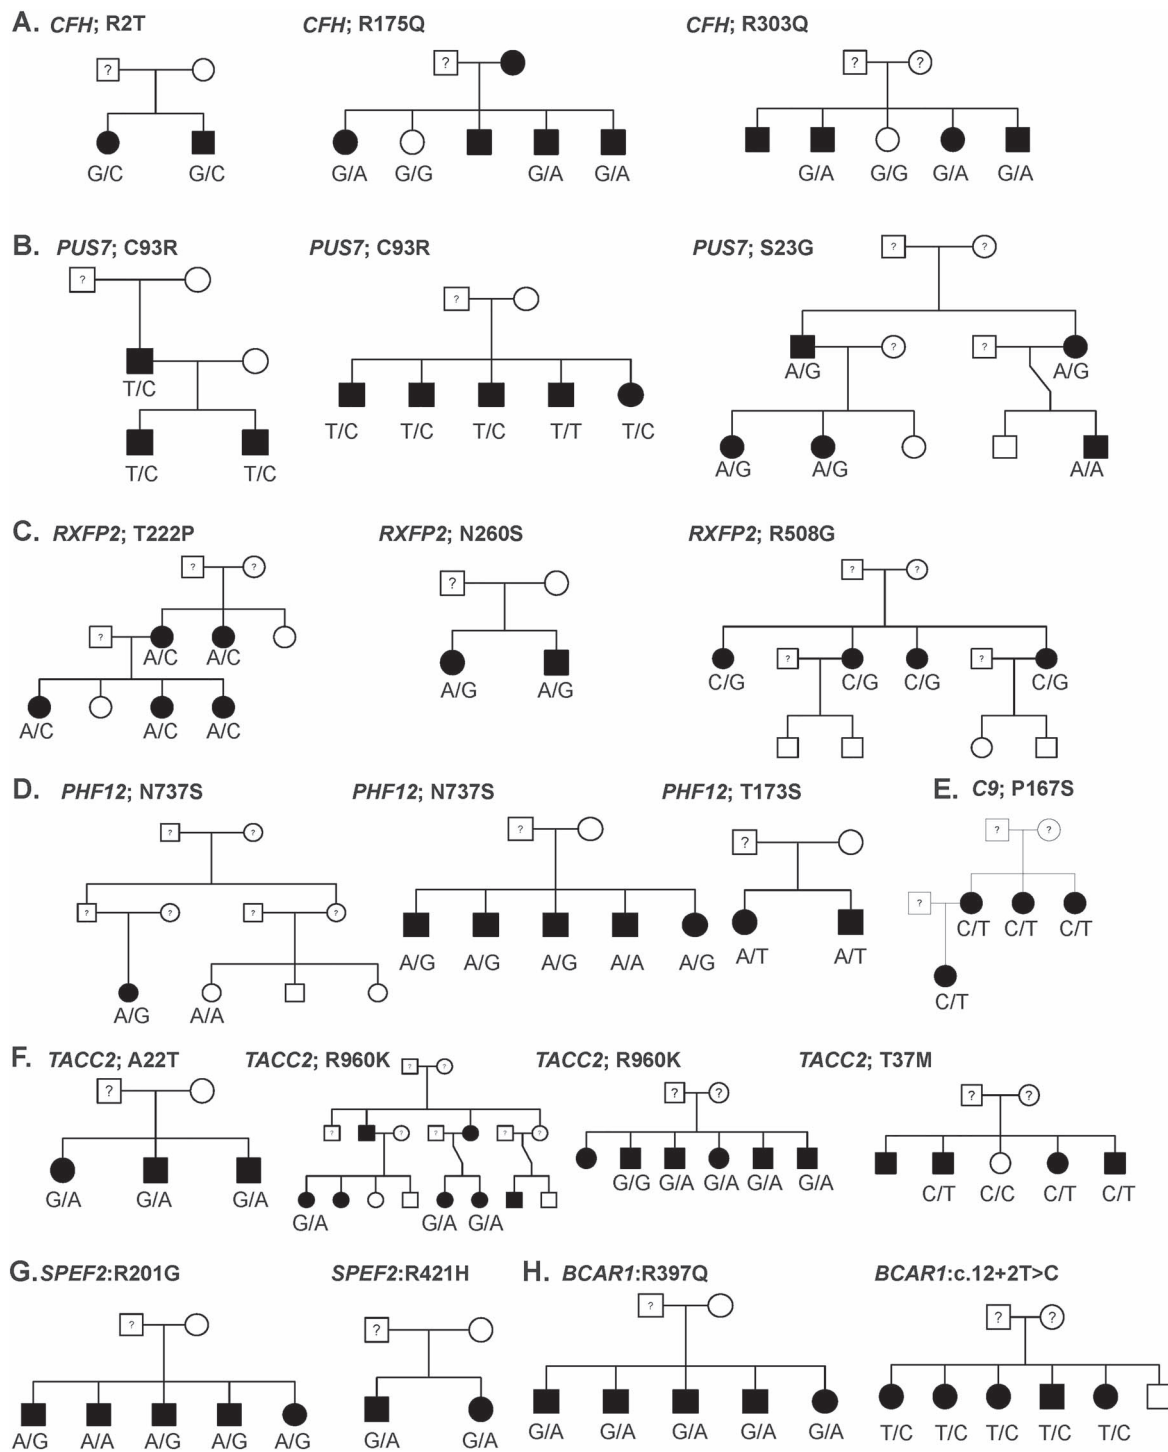 A. CFH; R2T CFH; R175Q CFH; R303Q
? ? ? ?
G/C G/C G/A G/G G/A G/A G/A G/G G/A G/A
B. PUS7; C93R PUS7; C93R PUS7; S23G
? ?
? ?
? ?
T/C A/G A/G
T/C T/C T/C T/C T/C T/T T/C
T/C T/C A/G A/G A/A
C. RXFP2; T222P RXFP2; N260S RXFP2; R508G
? ? ? ? ?
? ? ?
A/C A/C
A/G A/G C/G C/G C/G C/G
A/C A/C A/C
D. PHF12; N737S PHF12; N737S PHF12; T173S E. C9; P167S
? ? ? ? ? ?
? ? ? ? ?
A/G A/G A/G A/A A/G A/T A/T C/T C/T C/T
A/G A/A C/T
F. TACC2; A22T TACC2; R960K TACC2; R960K TACC2; T37M
? ? ? ? ? ? ?
? ? ? ? ?
G/A G/A G/A G/G G/A G/A G/A G/A C/T C/C C/T C/T
G/A G/A G/A
G. SPEF2:R201G SPEF2:R421H H. BCAR1:R397Q BCAR1:c.12+2T>C
? ? ? ? ?
A/G A/A A/G A/G A/G G/A G/A G/A G/A G/A G/A G/A T/C T/C T/C T/C T/C